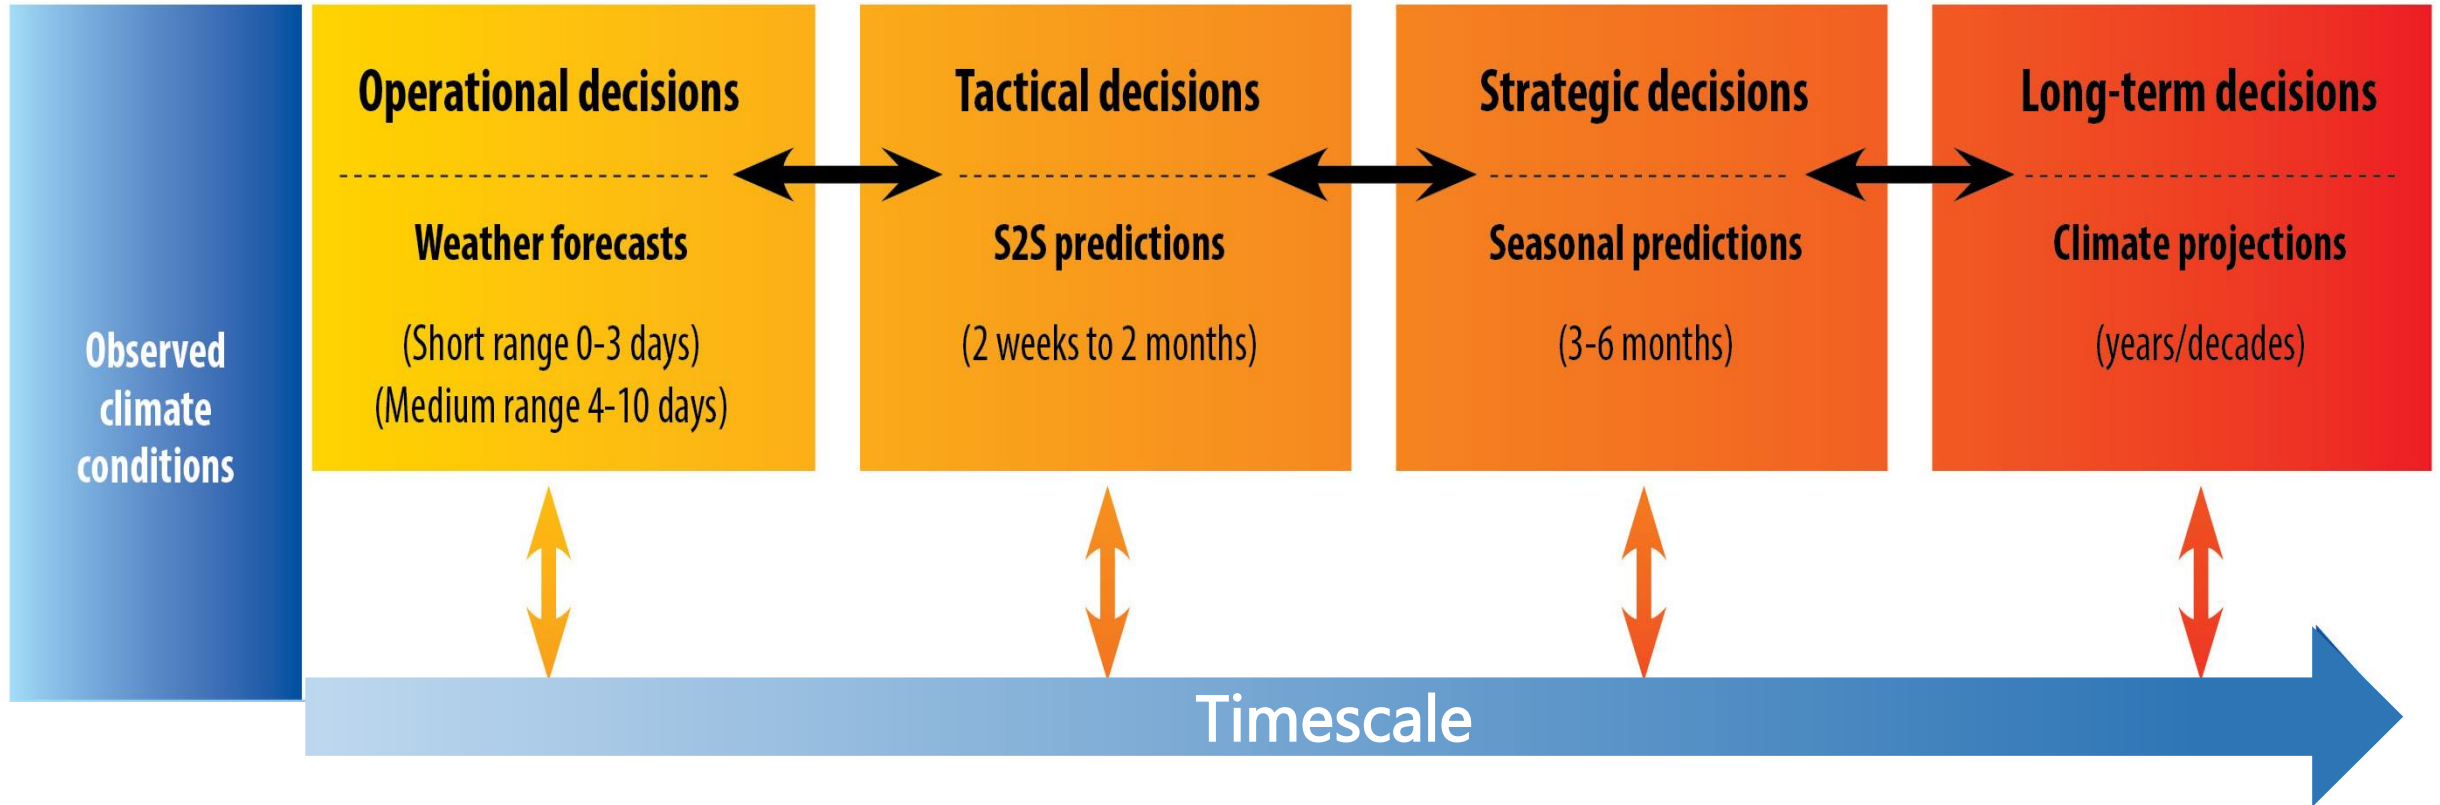 Observed
climate
conditions
Operational decisions
Weather forecasts
(Short range 0-3 days)
(Medium range 4-10 days)
Tactical decisions
S2S predictions
(2 weeks to 2 months)
Strategic decisions
Seasonal predictions
(3-6 months)
Long-term decisions
Climate projections
(years/decades)
Timescale